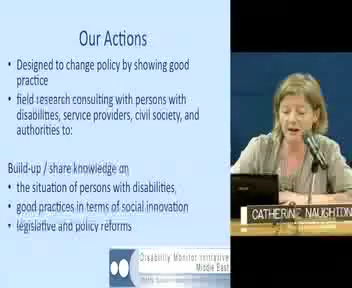 Our Actions
• Designed to change policy by showing good
practice
• field research consulting with persons with
disabilities, service providers, civil society, and
authorities to:
Build-up / share knowledge on
• the situation of persons with disabilities,
• good practices in terms of social innovation
• legislative and policy reforms
CATHERINE NAUGHTON
Disability Monitor Initiative
Middle East